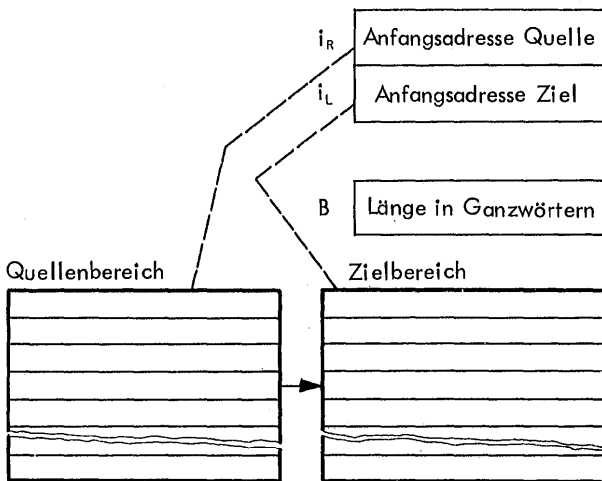 i_R Anfangsadresse Quelle
i_L Anfangsadresse Ziel
B Länge in Ganzwörtern
Quellenbereich
Zielbereich